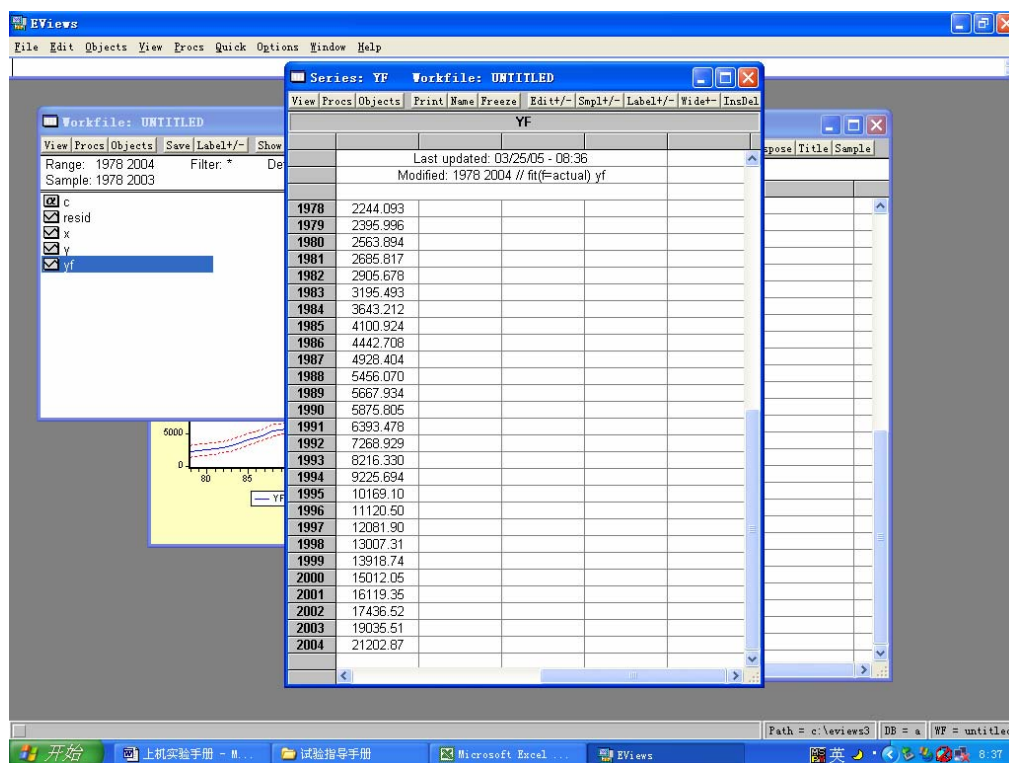 EViews
File Edit Objects View Procs Quick Options Window Help
Series: YF Workfile: UNTITLED
View Procs Objects Print Name Freeze Edit+/- Smpl+/- Label+/- Wide+- InsDel
YF
Last updated: 03/25/05 - 08:36
Modified: 1978 2004 // fit(f=actual) yf
1978 2244.093
1979 2395.996
1980 2563.894
1981 2685.817
1982 2905.678
1983 3195.493
1984 3643.212
1985 4100.924
1986 4442.708
1987 4928.404
1988 5456.070
1989 5667.934
1990 5875.805
1991 6393.478
1992 7268.929
1993 8216.330
1994 9225.694
1995 10169.10
1996 11120.50
1997 12081.90
1998 13007.31
1999 13918.74
2000 15012.05
2001 16119.35
2002 17436.52
2003 19035.51
2004 21202.87
Workfile: UNTITLED
View Procs Objects Save Label+/- Show
Range: 1978 2004 Filter: * De
Sample: 1978 2003
c
resid
x
y
yf
spose Title Sample
5000
0
80 85
YF
Path = c:\eviews3 DB = a WF = untitled
开始 上机实验手册 - M... 试验指导手册 Microsoft Excel ... EViews 英 8:37